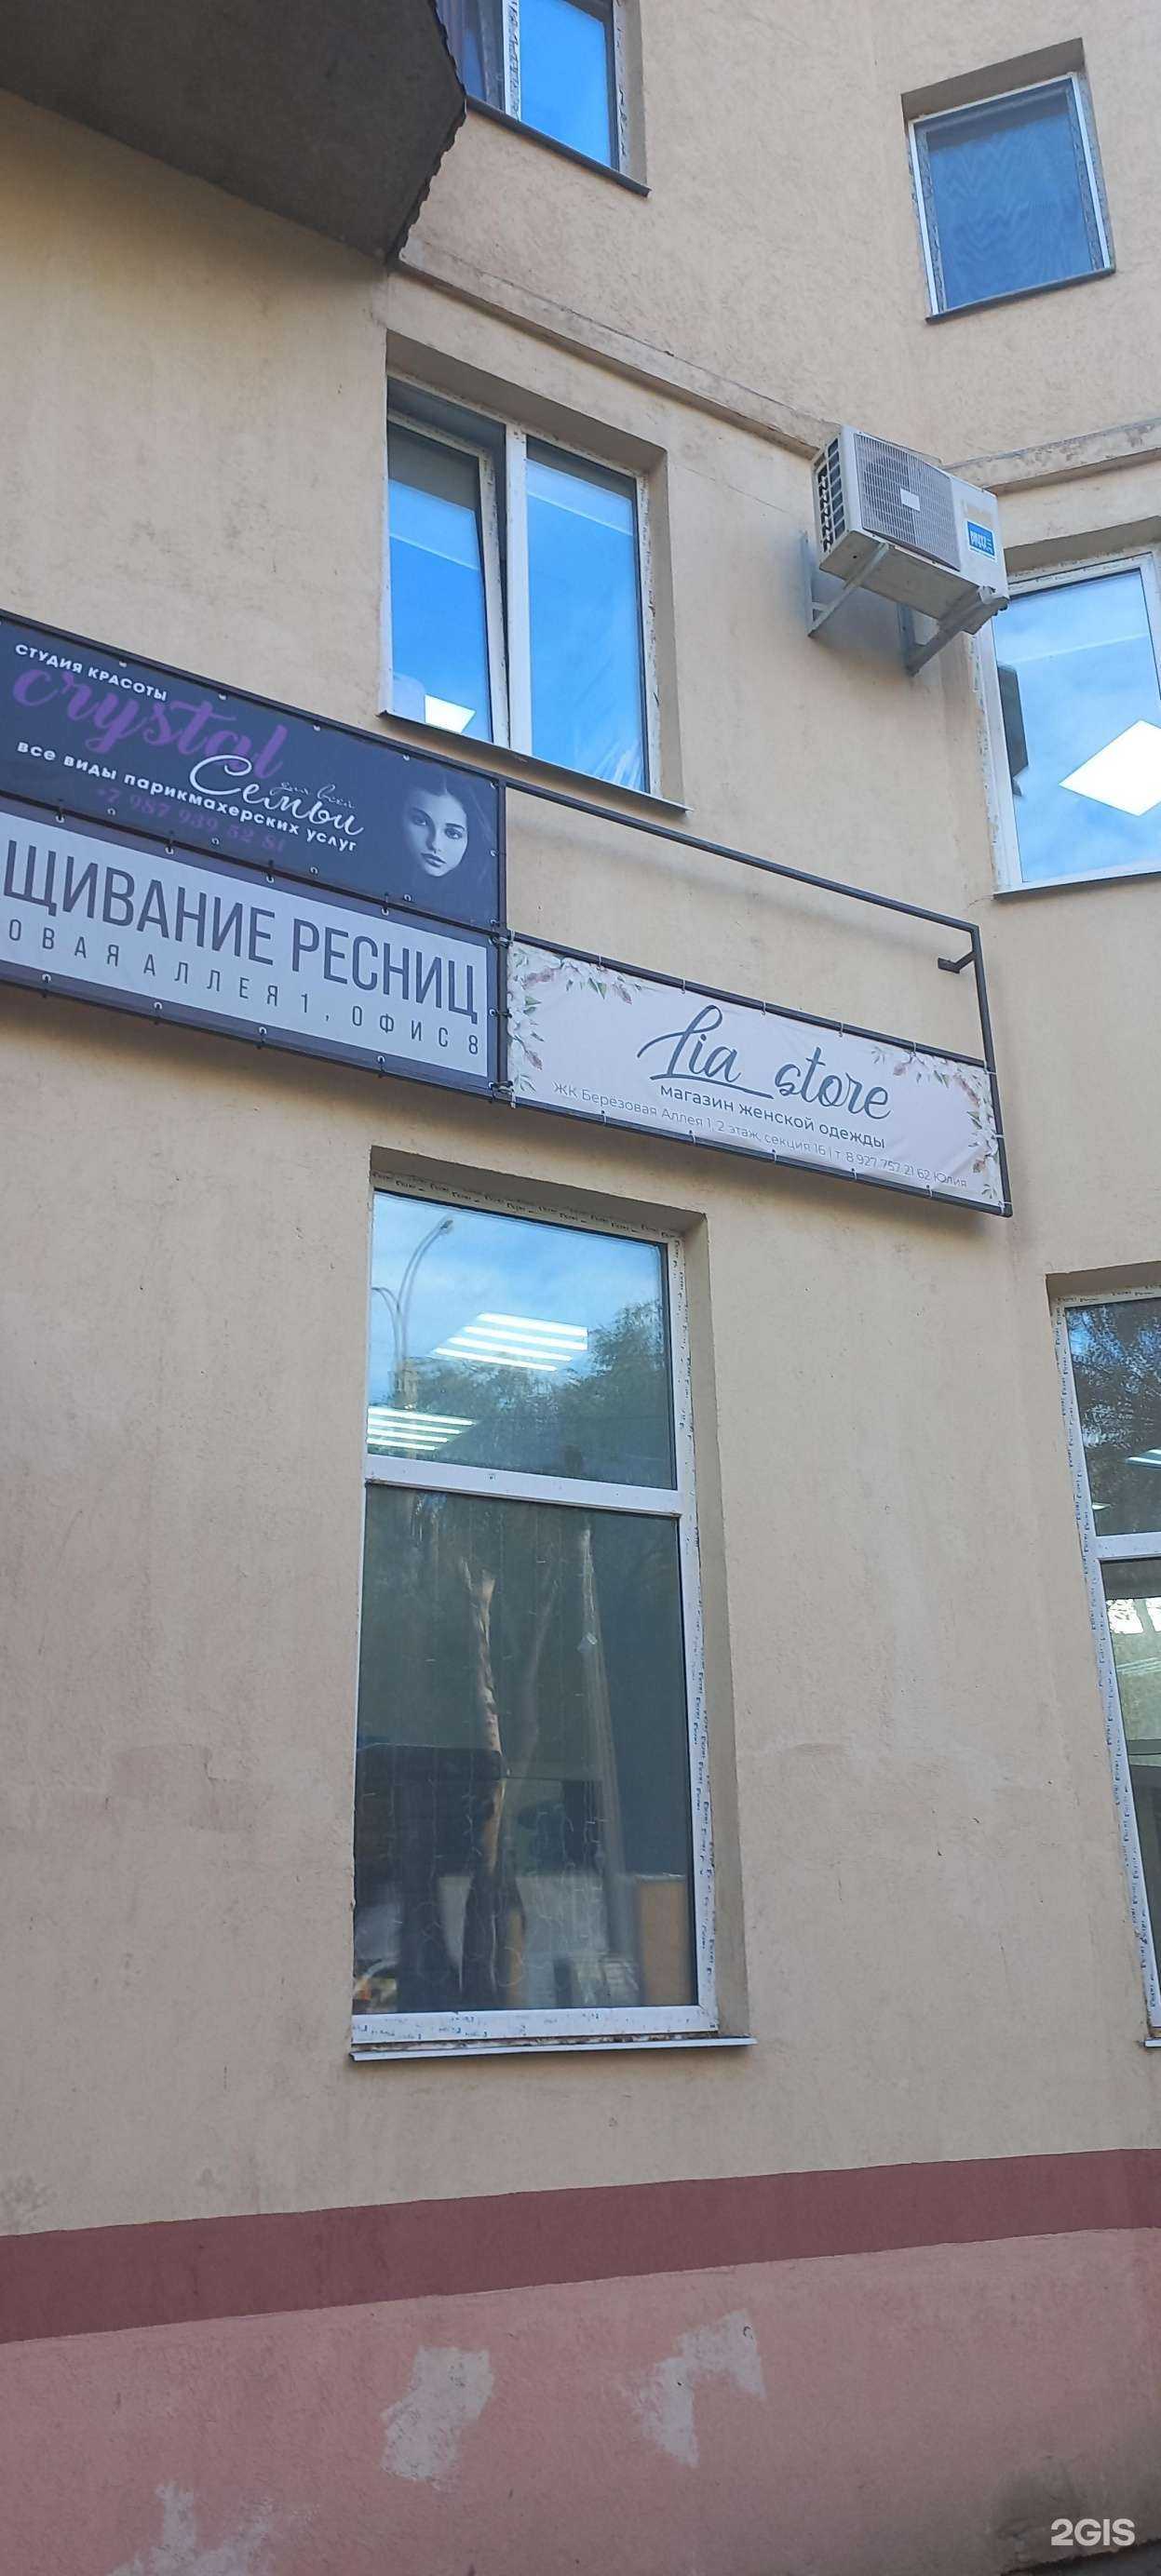 СТУДИЯ КРАСОТЫ
crystal
для всей
Семьи
все виды парикмахерских услуг
+7 987 939 52 81
ЩИВАНИЕ РЕСНИЦ
ОВАЯ АЛЛЕЯ 1, ОФИС 8
Lia_store
магазин женской одежды
ЖК Берёзовая Аллея 1, 2 этаж, секция 16 | т. 8 927 757 21 62 Юлия
2GIS